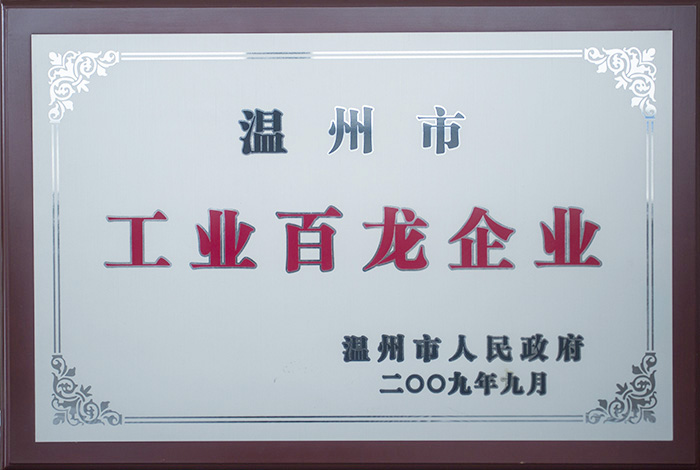 温州市
工业百龙企业
温州市人民政府
二〇〇九年九月